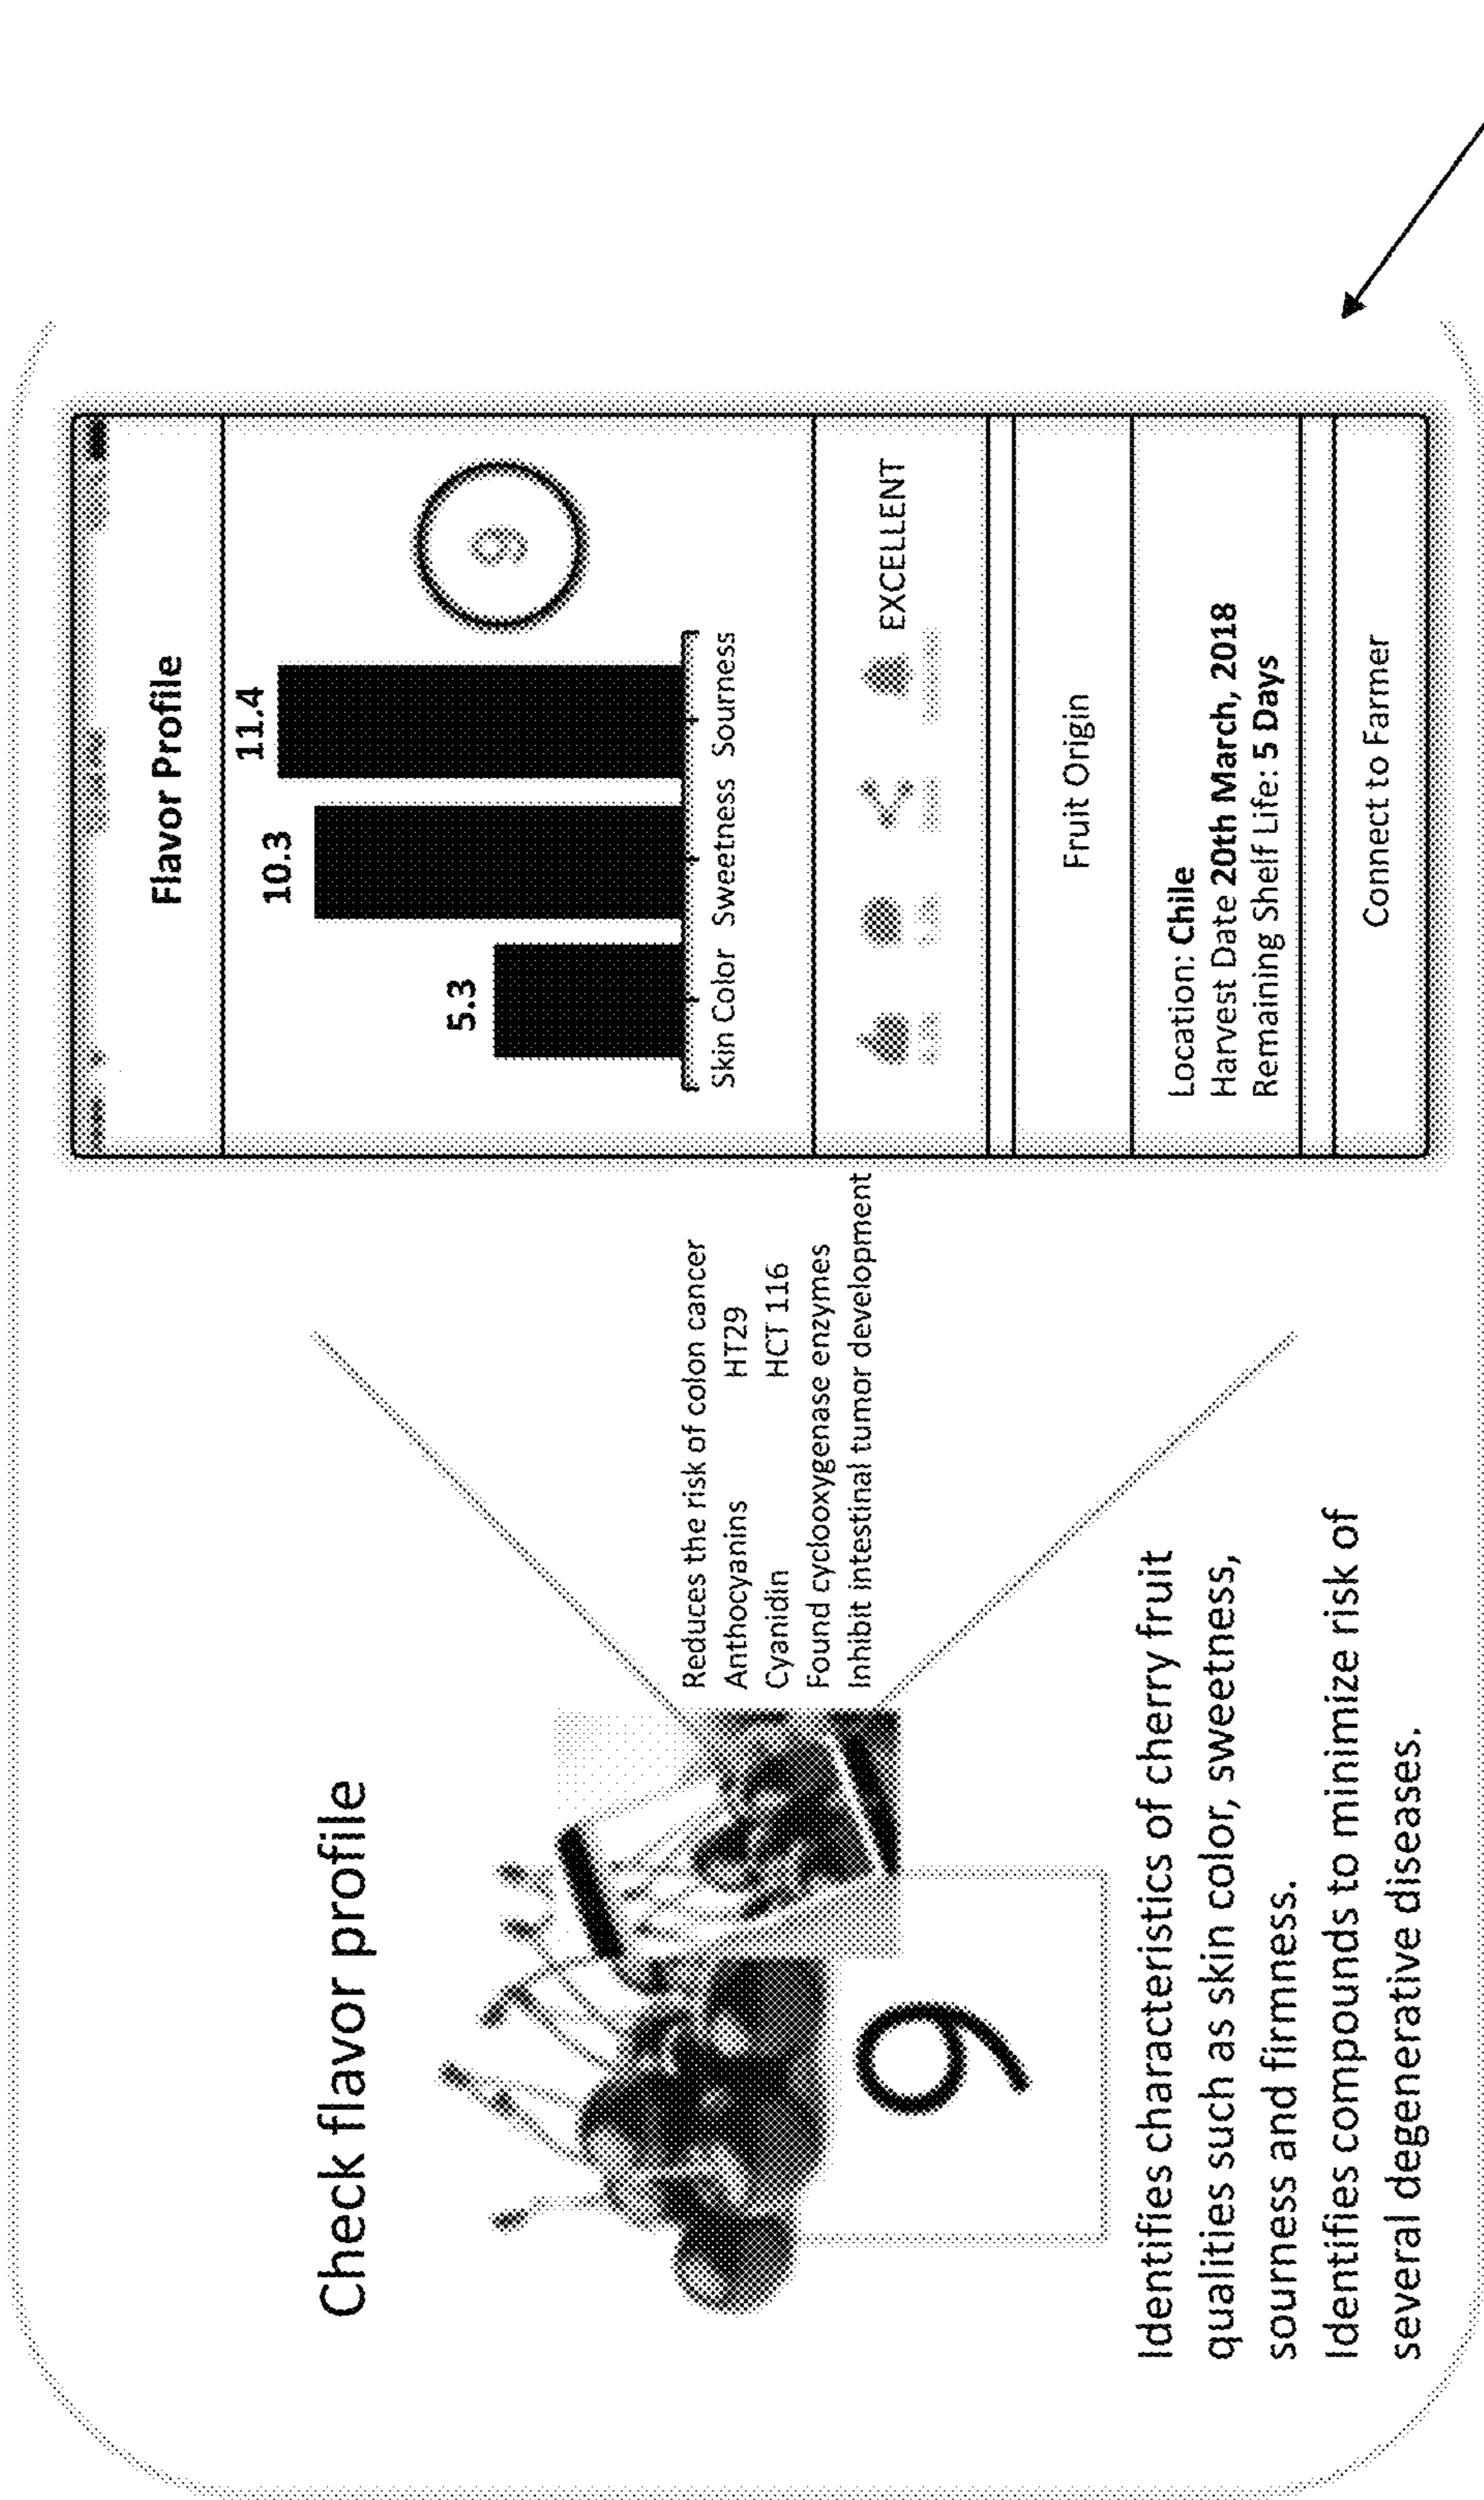 Check flavor profile
9
Identifies characteristics of cherry fruit
qualities such as skin color, sweetness,
sourness and firmness.
Identifies compounds to minimize risk of
several degenerative diseases.
Reduces the risk of colon cancer
Anthocyanins HT29
Cyanidin HCT 116
Found cyclooxygenase enzymes
Inhibit intestinal tumor development
Flavor Profile
5.3 10.3 11.4
9
Skin Color Sweetness Sourness
EXCELLENT
Fruit Origin
Location: Chile
Harvest Date 20th March, 2018
Remaining Shelf Life: 5 Days
Connect to Farmer